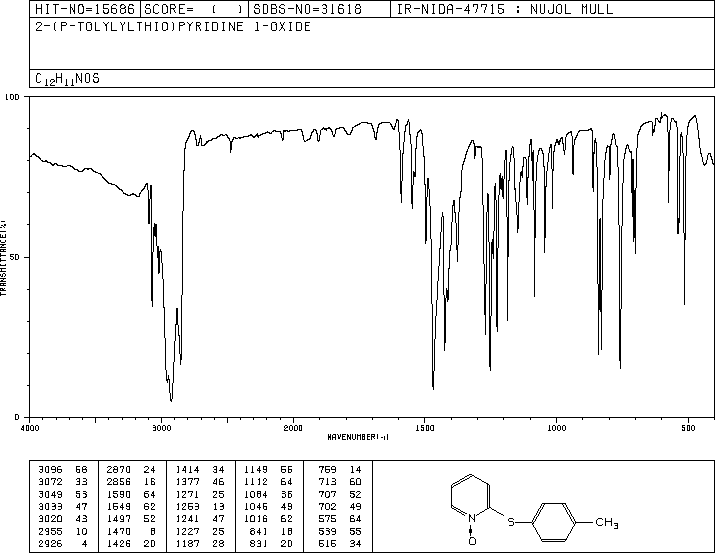 HIT-NO=15686 SCORE= ( ) SDBS-NO=31618 IR-NIDA-47715 : NUJOL MULL
2-(P-TOLYLYLTHIO)PYRIDINE 1-OXIDE
C12H11NOS
100
50
0
TRANSMITTANCE(%)
4000 3000 2000 1500 1000 500
WAVENUMBER(-1)
3096 68 2870 24 1414 34 1149 56 759 14
3072 33 2856 16 1377 46 1112 64 713 60
3049 53 1590 64 1271 25 1084 36 707 52
3039 47 1549 62 1253 13 1046 49 702 49
3020 43 1497 52 1241 47 1016 62 575 64
2955 10 1470 8 1227 25 841 18 539 55
2926 4 1426 20 1187 28 831 20 515 34
N
O
S
CH3